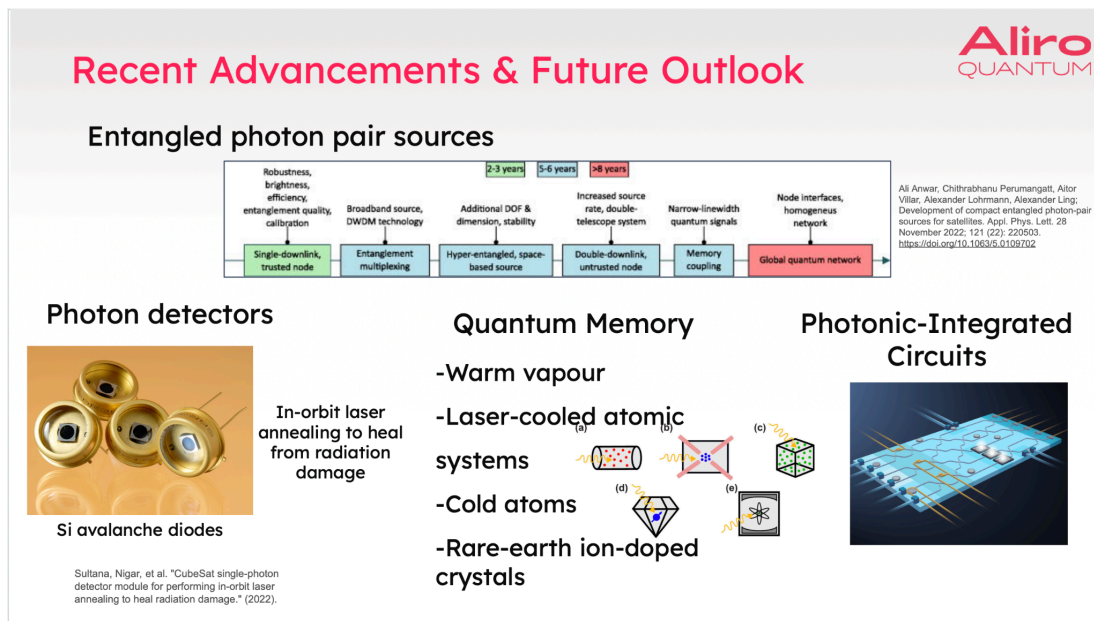 Aliro
QUANTUM
Recent Advancements & Future Outlook
Entangled photon pair sources
2-3 years
5-6 years
>8 years
Robustness,
brightness,
efficiency,
entanglement quality,
calibration
Broadband source,
DWDM technology
Additional DOF &
dimension, stability
Increased source
rate, double-
telescope system
Narrow-linewidth
quantum signals
Node interfaces,
homogeneus
network
Single-downlink,
trusted node
Entanglement
multiplexing
Hyper-entangled, space-
based source
Double-downlink,
untrusted node
Memory
coupling
Global quantum network
Ali Anwar, Chithrabhanu Perumangatt, Aitor
Villar, Alexander Lohrmann, Alexander Ling;
Development of compact entangled photon-pair
sources for satellites. Appl. Phys. Lett. 28
November 2022; 121 (22): 220503.
https://doi.org/10.1063/5.0109702
Photon detectors
In-orbit laser
annealing to heal
from radiation
damage
Si avalanche diodes
Sultana, Nigar, et al. "CubeSat single-photon
detector module for performing in-orbit laser
annealing to heal radiation damage." (2022).
Quantum Memory
-Warm vapour
-Laser-cooled atomic
systems
-Cold atoms
-Rare-earth ion-doped
crystals
(a)
(b)
(c)
(d)
(e)
Photonic-Integrated
Circuits